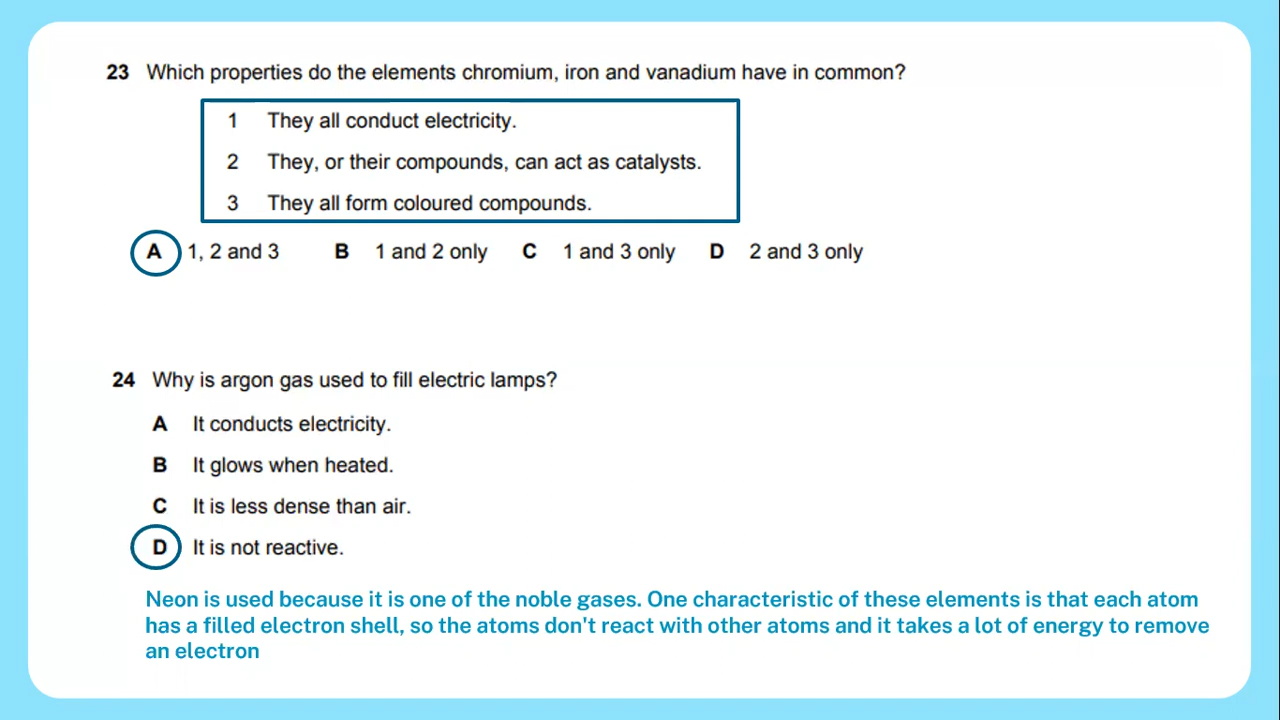 23 Which properties do the elements chromium, iron and vanadium have in common?
1 They all conduct electricity.
2 They, or their compounds, can act as catalysts.
3 They all form coloured compounds.
A 1, 2 and 3 B 1 and 2 only C 1 and 3 only D 2 and 3 only
24 Why is argon gas used to fill electric lamps?
A It conducts electricity.
B It glows when heated.
C It is less dense than air.
D It is not reactive.
Neon is used because it is one of the noble gases. One characteristic of these elements is that each atom
has a filled electron shell, so the atoms don't react with other atoms and it takes a lot of energy to remove
an electron